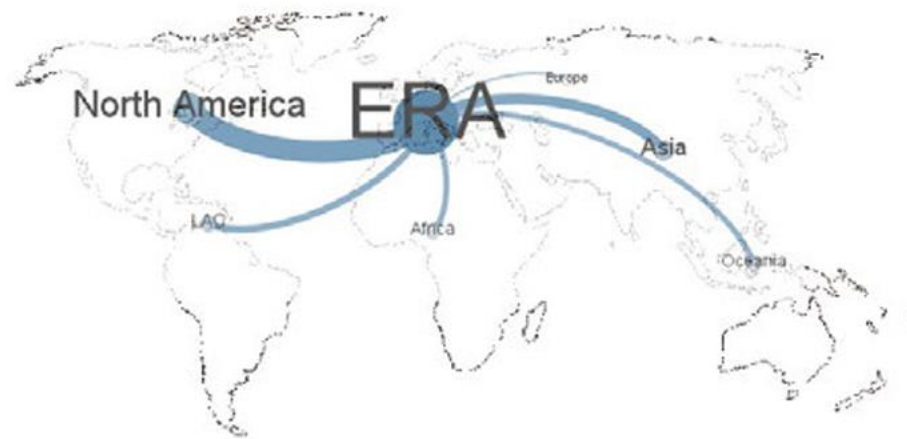 Europe
North America
ERA
Asia
LAC
Africa
Oceania